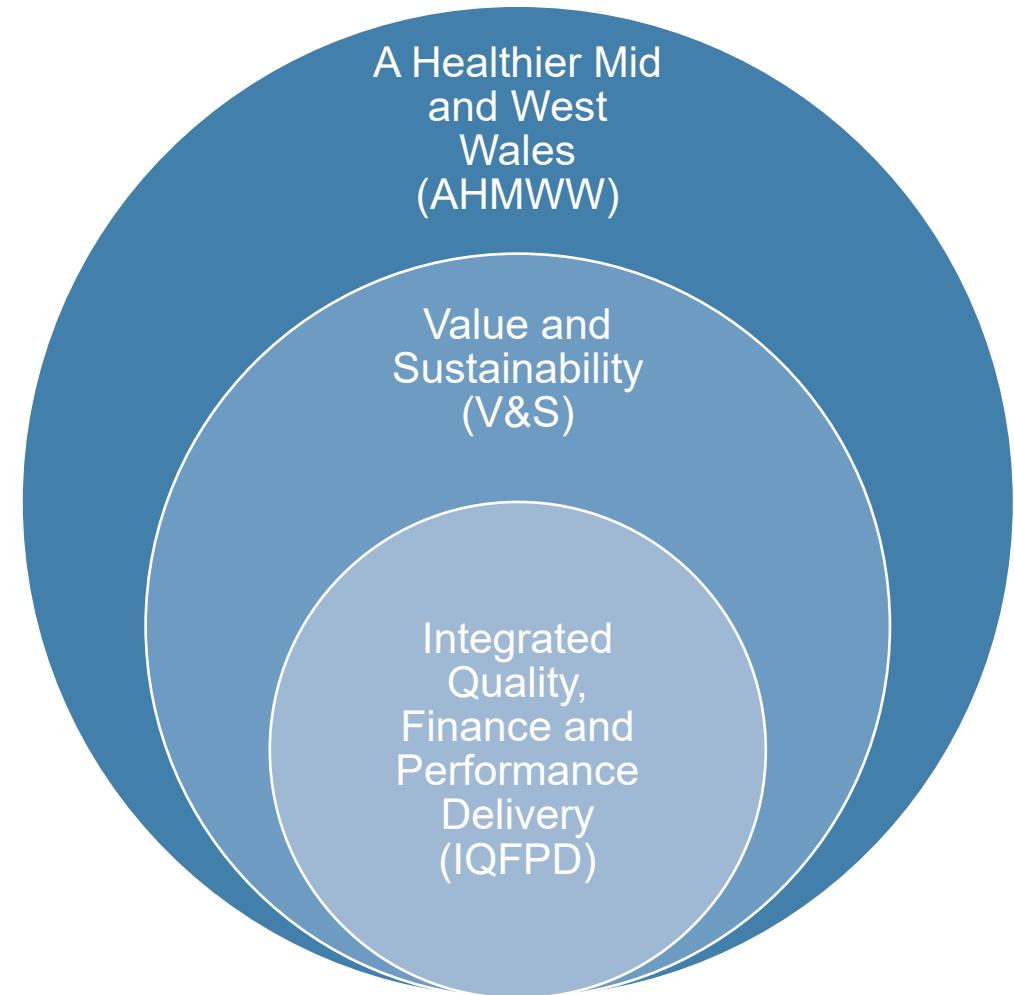 A Healthier Mid
and West
Wales
(AHMWW)
Value and
Sustainability
(V&S)
Integrated
Quality,
Finance and
Performance
Delivery
(IQFPD)